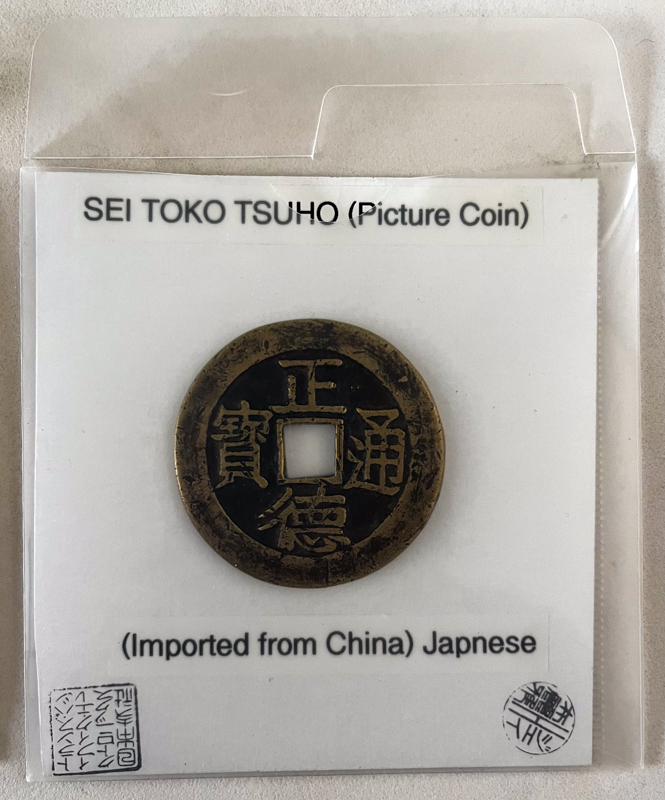 SEI TOKO TSUHO (Picture Coin)
正
寶 通
德
(Imported from China) Japnese